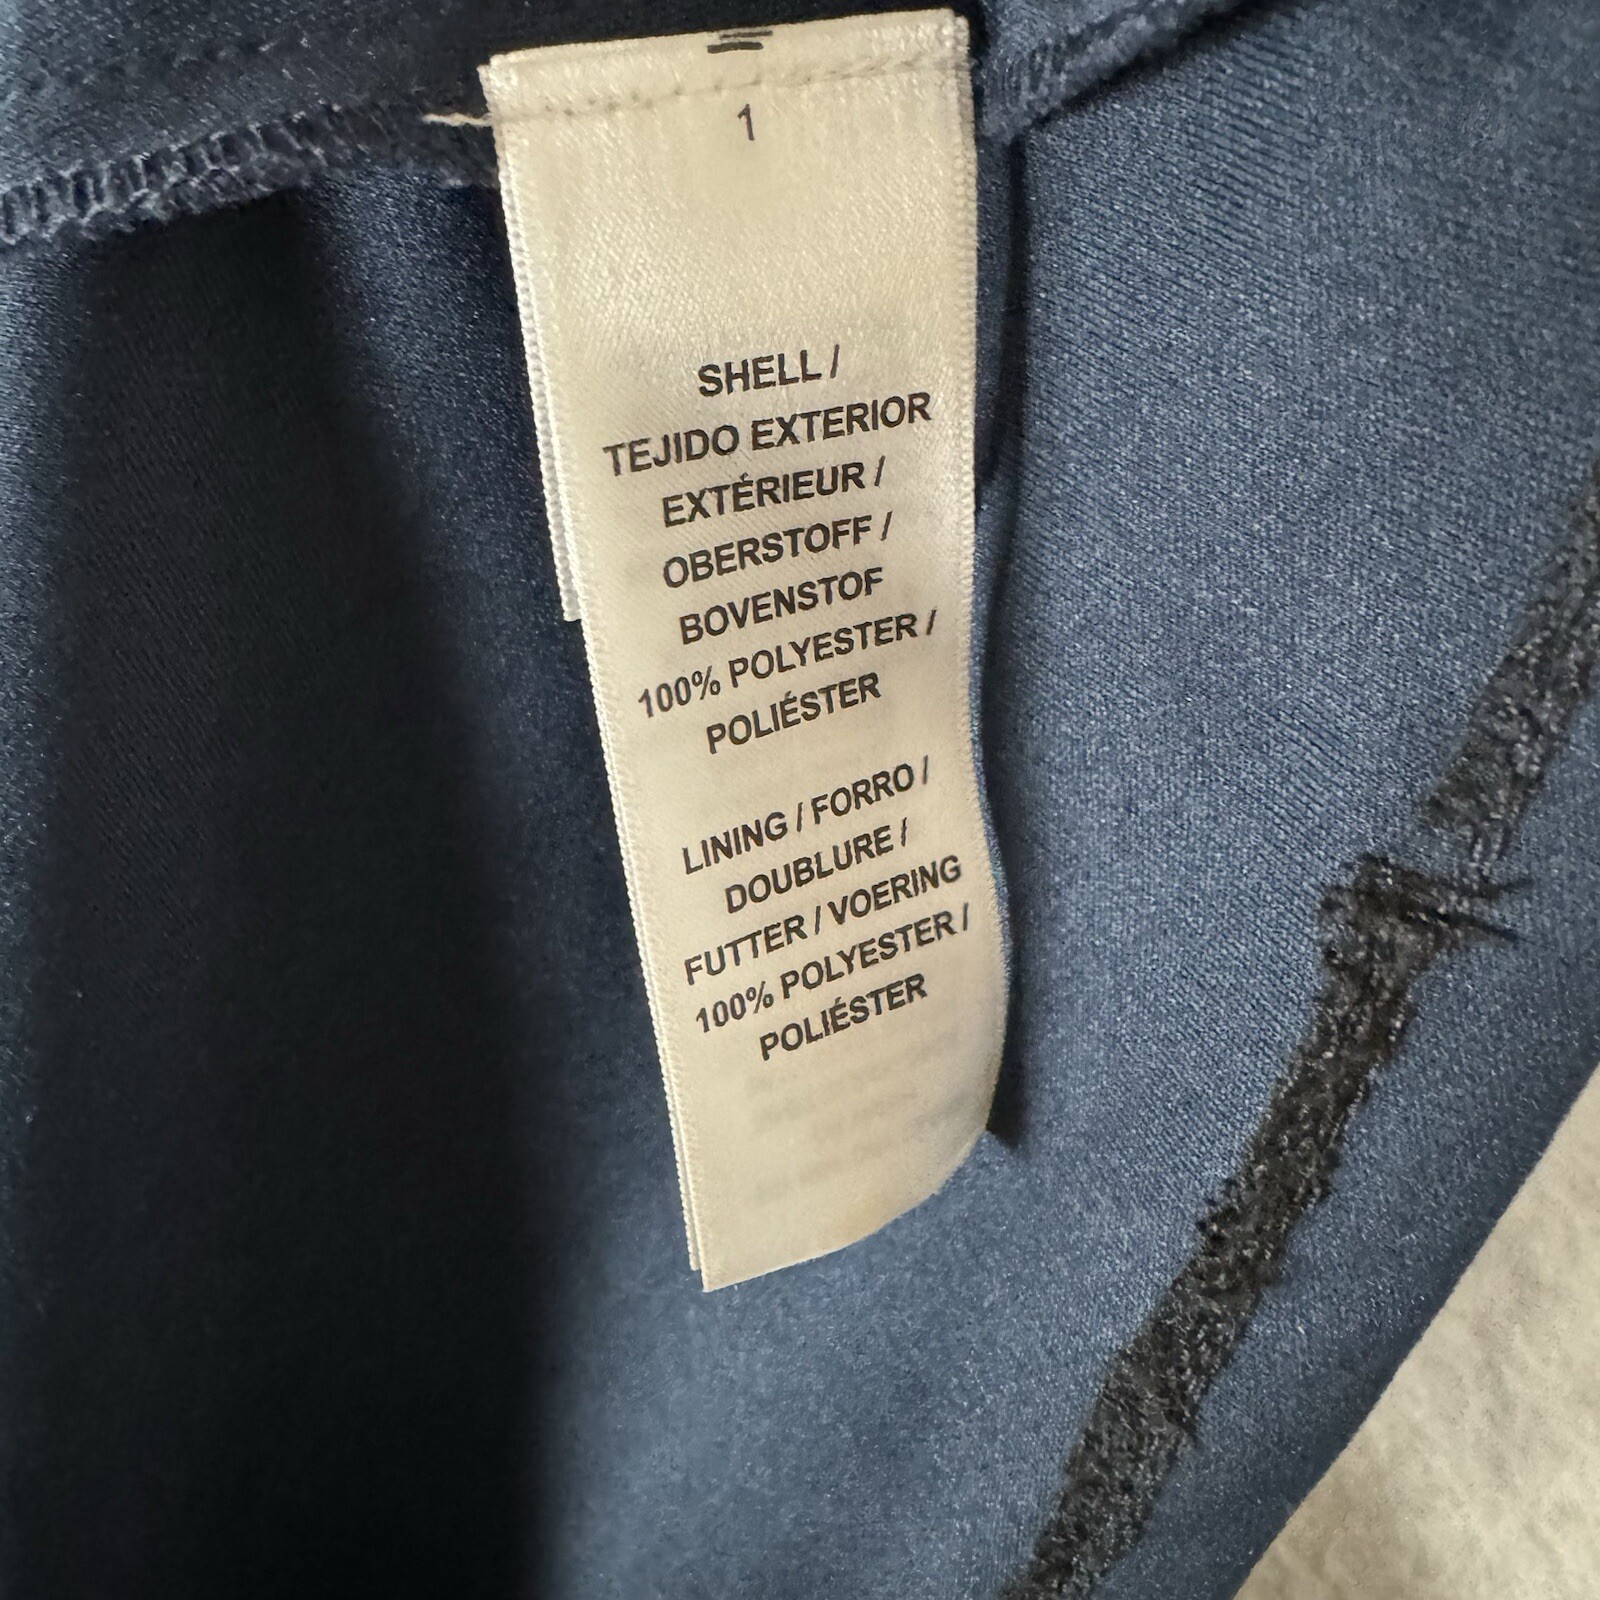 1
SHELL /
TEJIDO EXTERIOR
EXTÉRIEUR /
OBERSTOFF /
BOVENSTOF
100% POLYESTER /
POLIÉSTER
LINING / FORRO /
DOUBLURE /
FUTTER / VOERING
100% POLYESTER /
POLIÉSTER